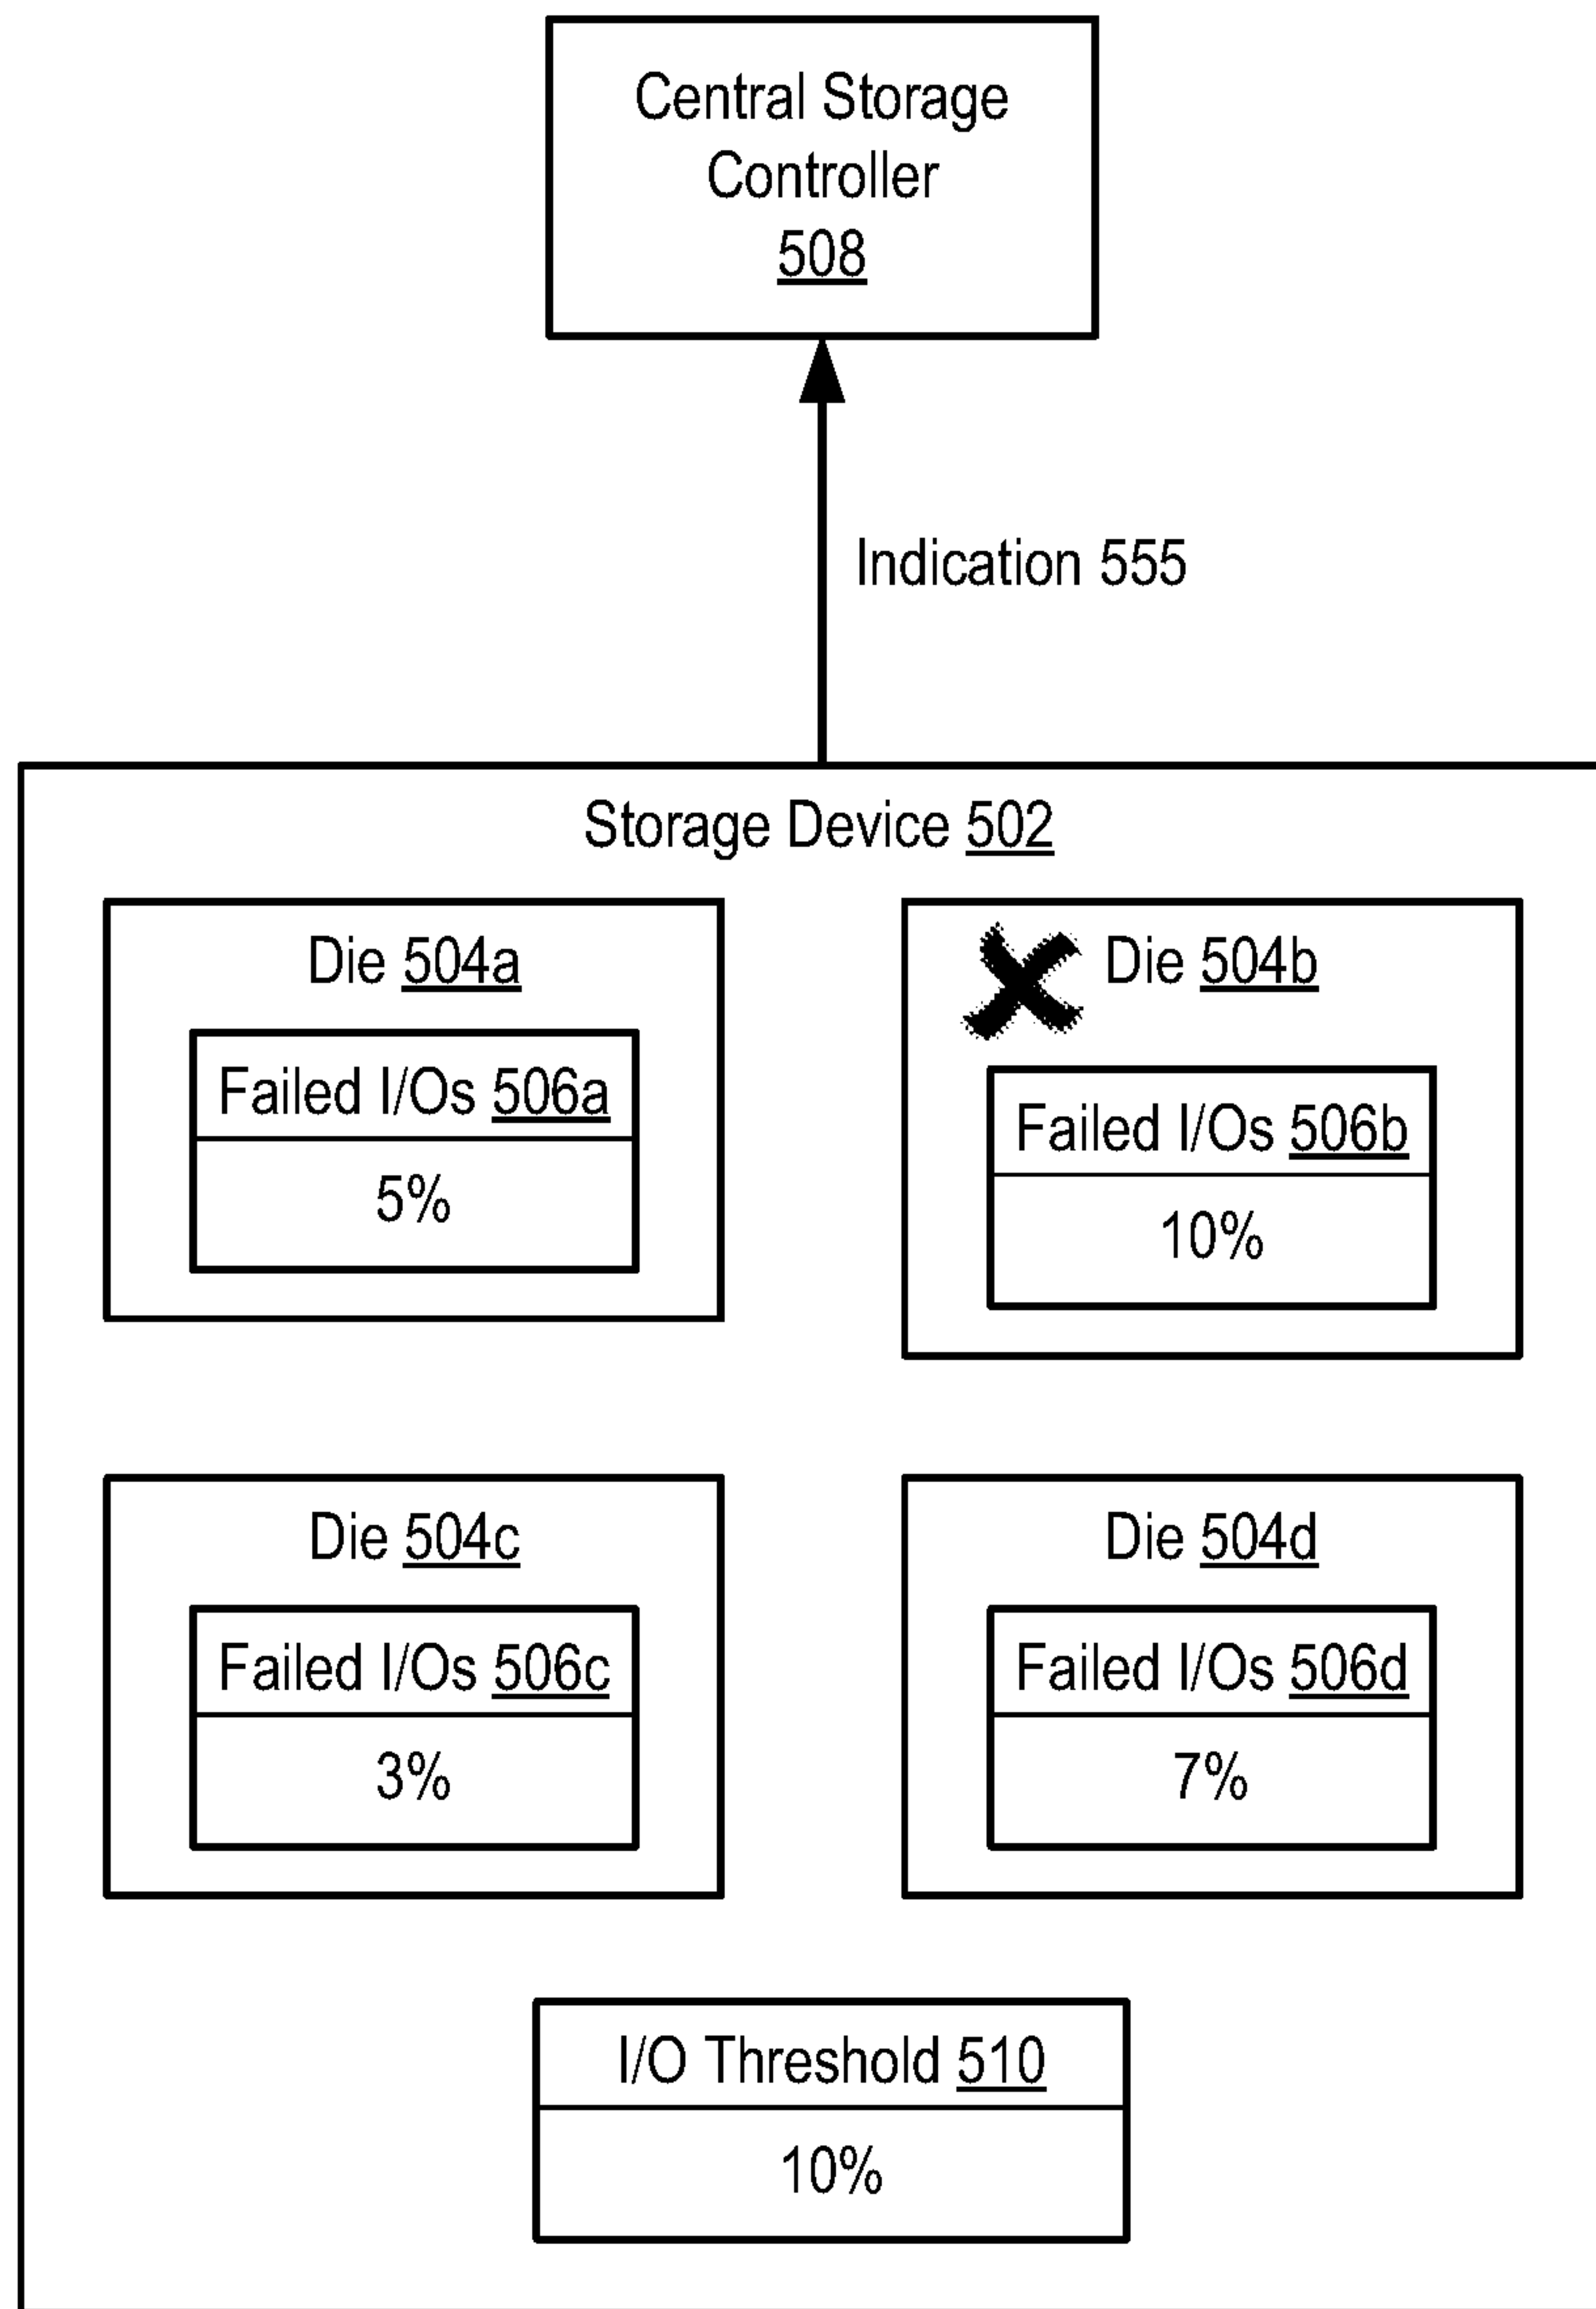 Central Storage
Controller
508
Indication 555
Storage Device 502
Die 504a
Failed I/Os 506a
5%
Die 504b
Failed I/Os 506b
10%
Die 504c
Failed I/Os 506c
3%
Die 504d
Failed I/Os 506d
7%
I/O Threshold 510
10%